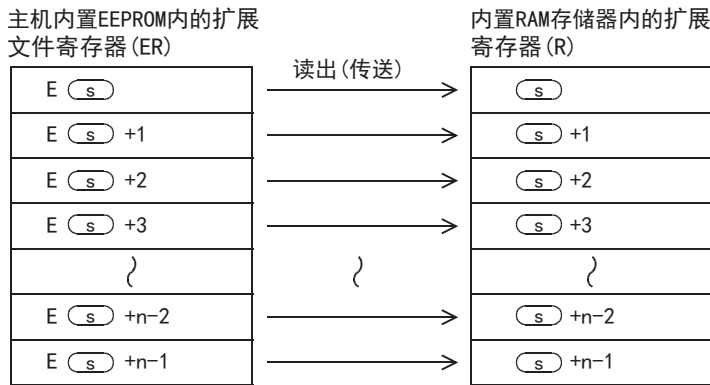 主机内置EEPROM内的扩展
文件寄存器(ER)
内置RAM存储器内的扩展
寄存器(R)
读出(传送)
E s
E s +1
E s +2
E s +3
E s +n-2
E s +n-1
s
s +1
s +2
s +3
s +n-2
s +n-1